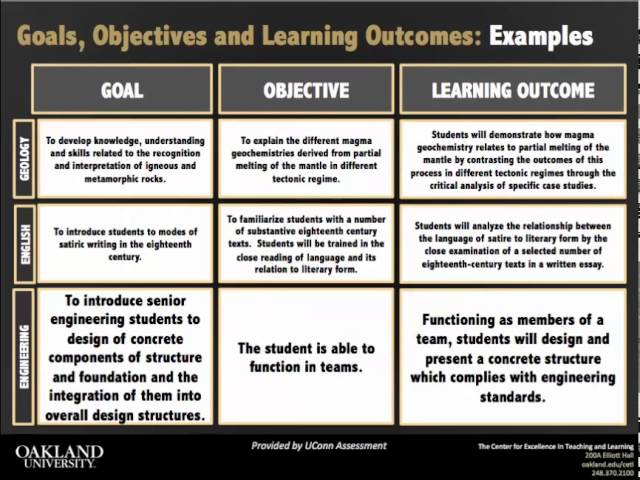 Goals, Objectives and Learning Outcomes: Examples
GOAL
OBJECTIVE
LEARNING OUTCOME
GEOLOGY
To develop knowledge, understanding
and skills related to the recognition
and interpretation of igneous and
metamorphic rocks.
To explain the different magma
geochemistries derived from partial
melting of the mantle in different
tectonic regime.
Students will demonstrate how magma
geochemistry relates to partial melting of the
mantle by contrasting the outcomes of this
process in different tectonic regimes through the
critical analysis of specific case studies.
ENGLISH
To introduce students to modes of
satiric writing in the eighteenth
century.
To familiarize students with a number
of substantive eighteenth century
texts. Students will be trained in the
close reading of language and its
relation to literary form.
Students will analyze the relationship between
the language of satire to literary form by the
close examination of a selected number of
eighteenth-century texts in a written essay.
ENGINEERING
To introduce senior
engineering students to
design of concrete
components of structure
and foundation and the
integration of them into
overall design structures.
The student is able to
function in teams.
Functioning as members of a
team, students will design and
present a concrete structure
which complies with engineering
standards.
OAKLAND
UNIVERSITY.
Provided by UConn Assessment
The Center for Excellence In Teaching and Learning
200A Elliott Hall
oakland.edu/cetl
248.370.2100